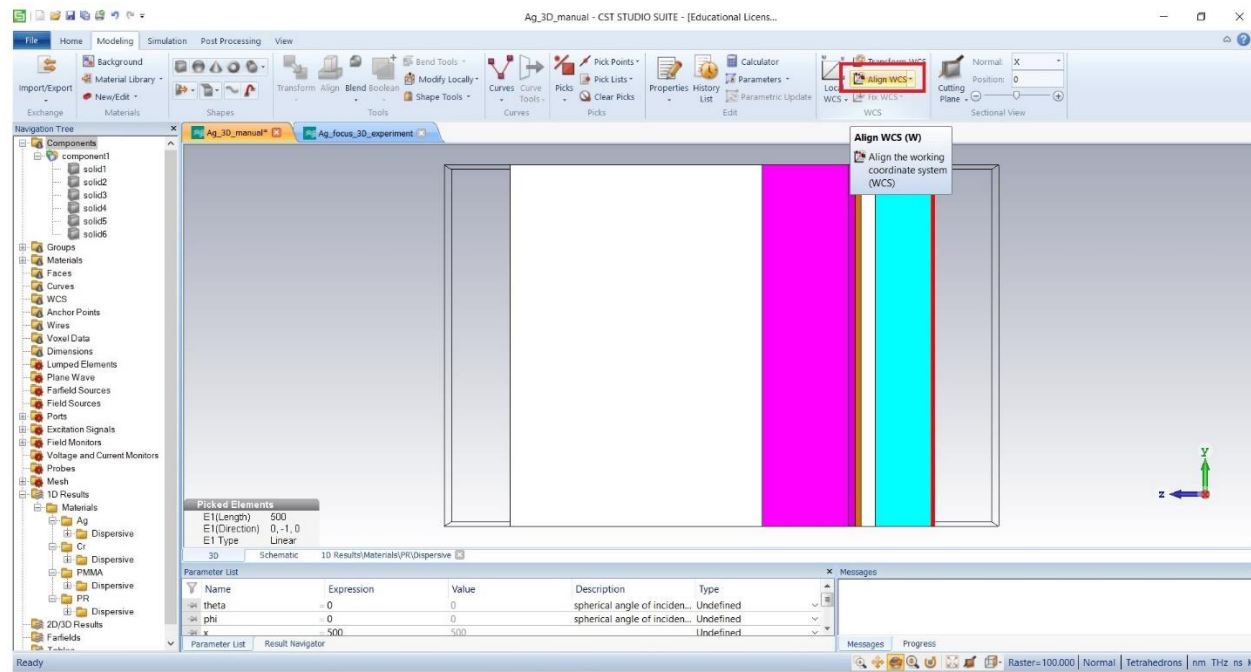 Ag_3D_manual - CST STUDIO SUITE - [Educational Licens...
File Home Modeling Simulation Post Processing View
Import/Export
Background
Material Library
New/Edit
Exchange
Materials
Shapes
Transform Align Blend Boolean
Bend Tools
Modify Locally
Shape Tools
Tools
Curves
Curve Tools
Curves
Picks
Pick Points
Pick Lists
Clear Picks
Picks
Properties
History List
Calculator
Parameters
Parametric Update
Edit
WCS
Transform WCS
Align WCS
Fix WCS
WCS
Cutting Plane
Normal: X
Position: 0
Sectional View
Navigation Tree
Ag_3D_manual*
Ag_focus_3D_experiment
Components
component1
solid1
solid2
solid3
solid4
solid5
solid6
Groups
Materials
Faces
Curves
WCS
Anchor Points
Wires
Voxel Data
Dimensions
Lumped Elements
Plane Wave
Farfield Sources
Field Sources
Ports
Excitation Signals
Field Monitors
Voltage and Current Monitors
Probes
Mesh
1D Results
Materials
Ag
Dispersive
Cr
Dispersive
PMMA
Dispersive
PR
Dispersive
2D/3D Results
Farfields
Tables
Align WCS (W)
Align the working
coordinate system
(WCS)
y
z
Picked Elements
E1(Length) 500
E1(Direction) 0,-1,0
E1 Type Linear
3D Schematic 1D Results\Materials\PR\Dispersive
Parameter List
Name Expression Value Description Type
theta = 0 0 spherical angle of inciden... Undefined
phi = 0 0 spherical angle of inciden... Undefined
x = 500 500 Undefined
Parameter List Result Navigator
Messages
Messages Progress
Ready
Raster=100.000 Normal Tetrahedrons nm THz ns